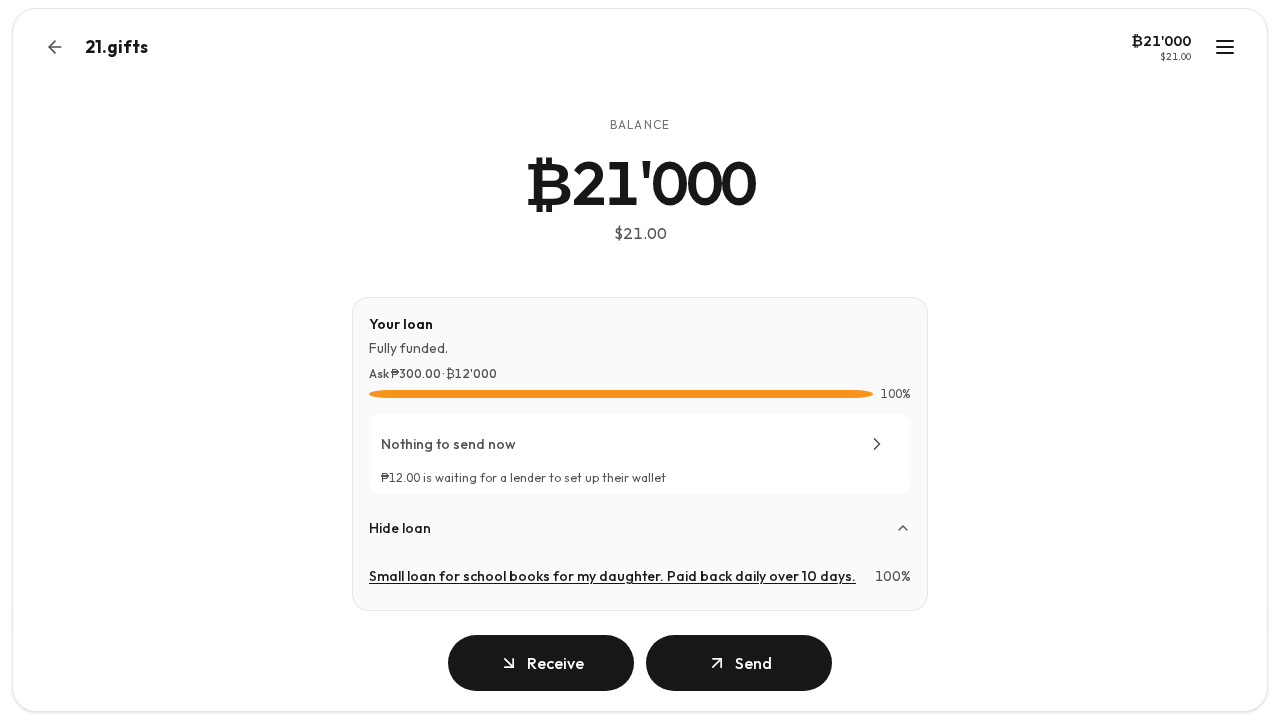 21.gifts
₿21'000
$21.00
BALANCE
₿21'000
$21.00
Your loan
Fully funded.
Ask ₱300.00 · ₿12'000
100%
Nothing to send now
₱12.00 is waiting for a lender to set up their wallet
Hide loan
Small loan for school books for my daughter. Paid back daily over 10 days.
100%
Receive
Send